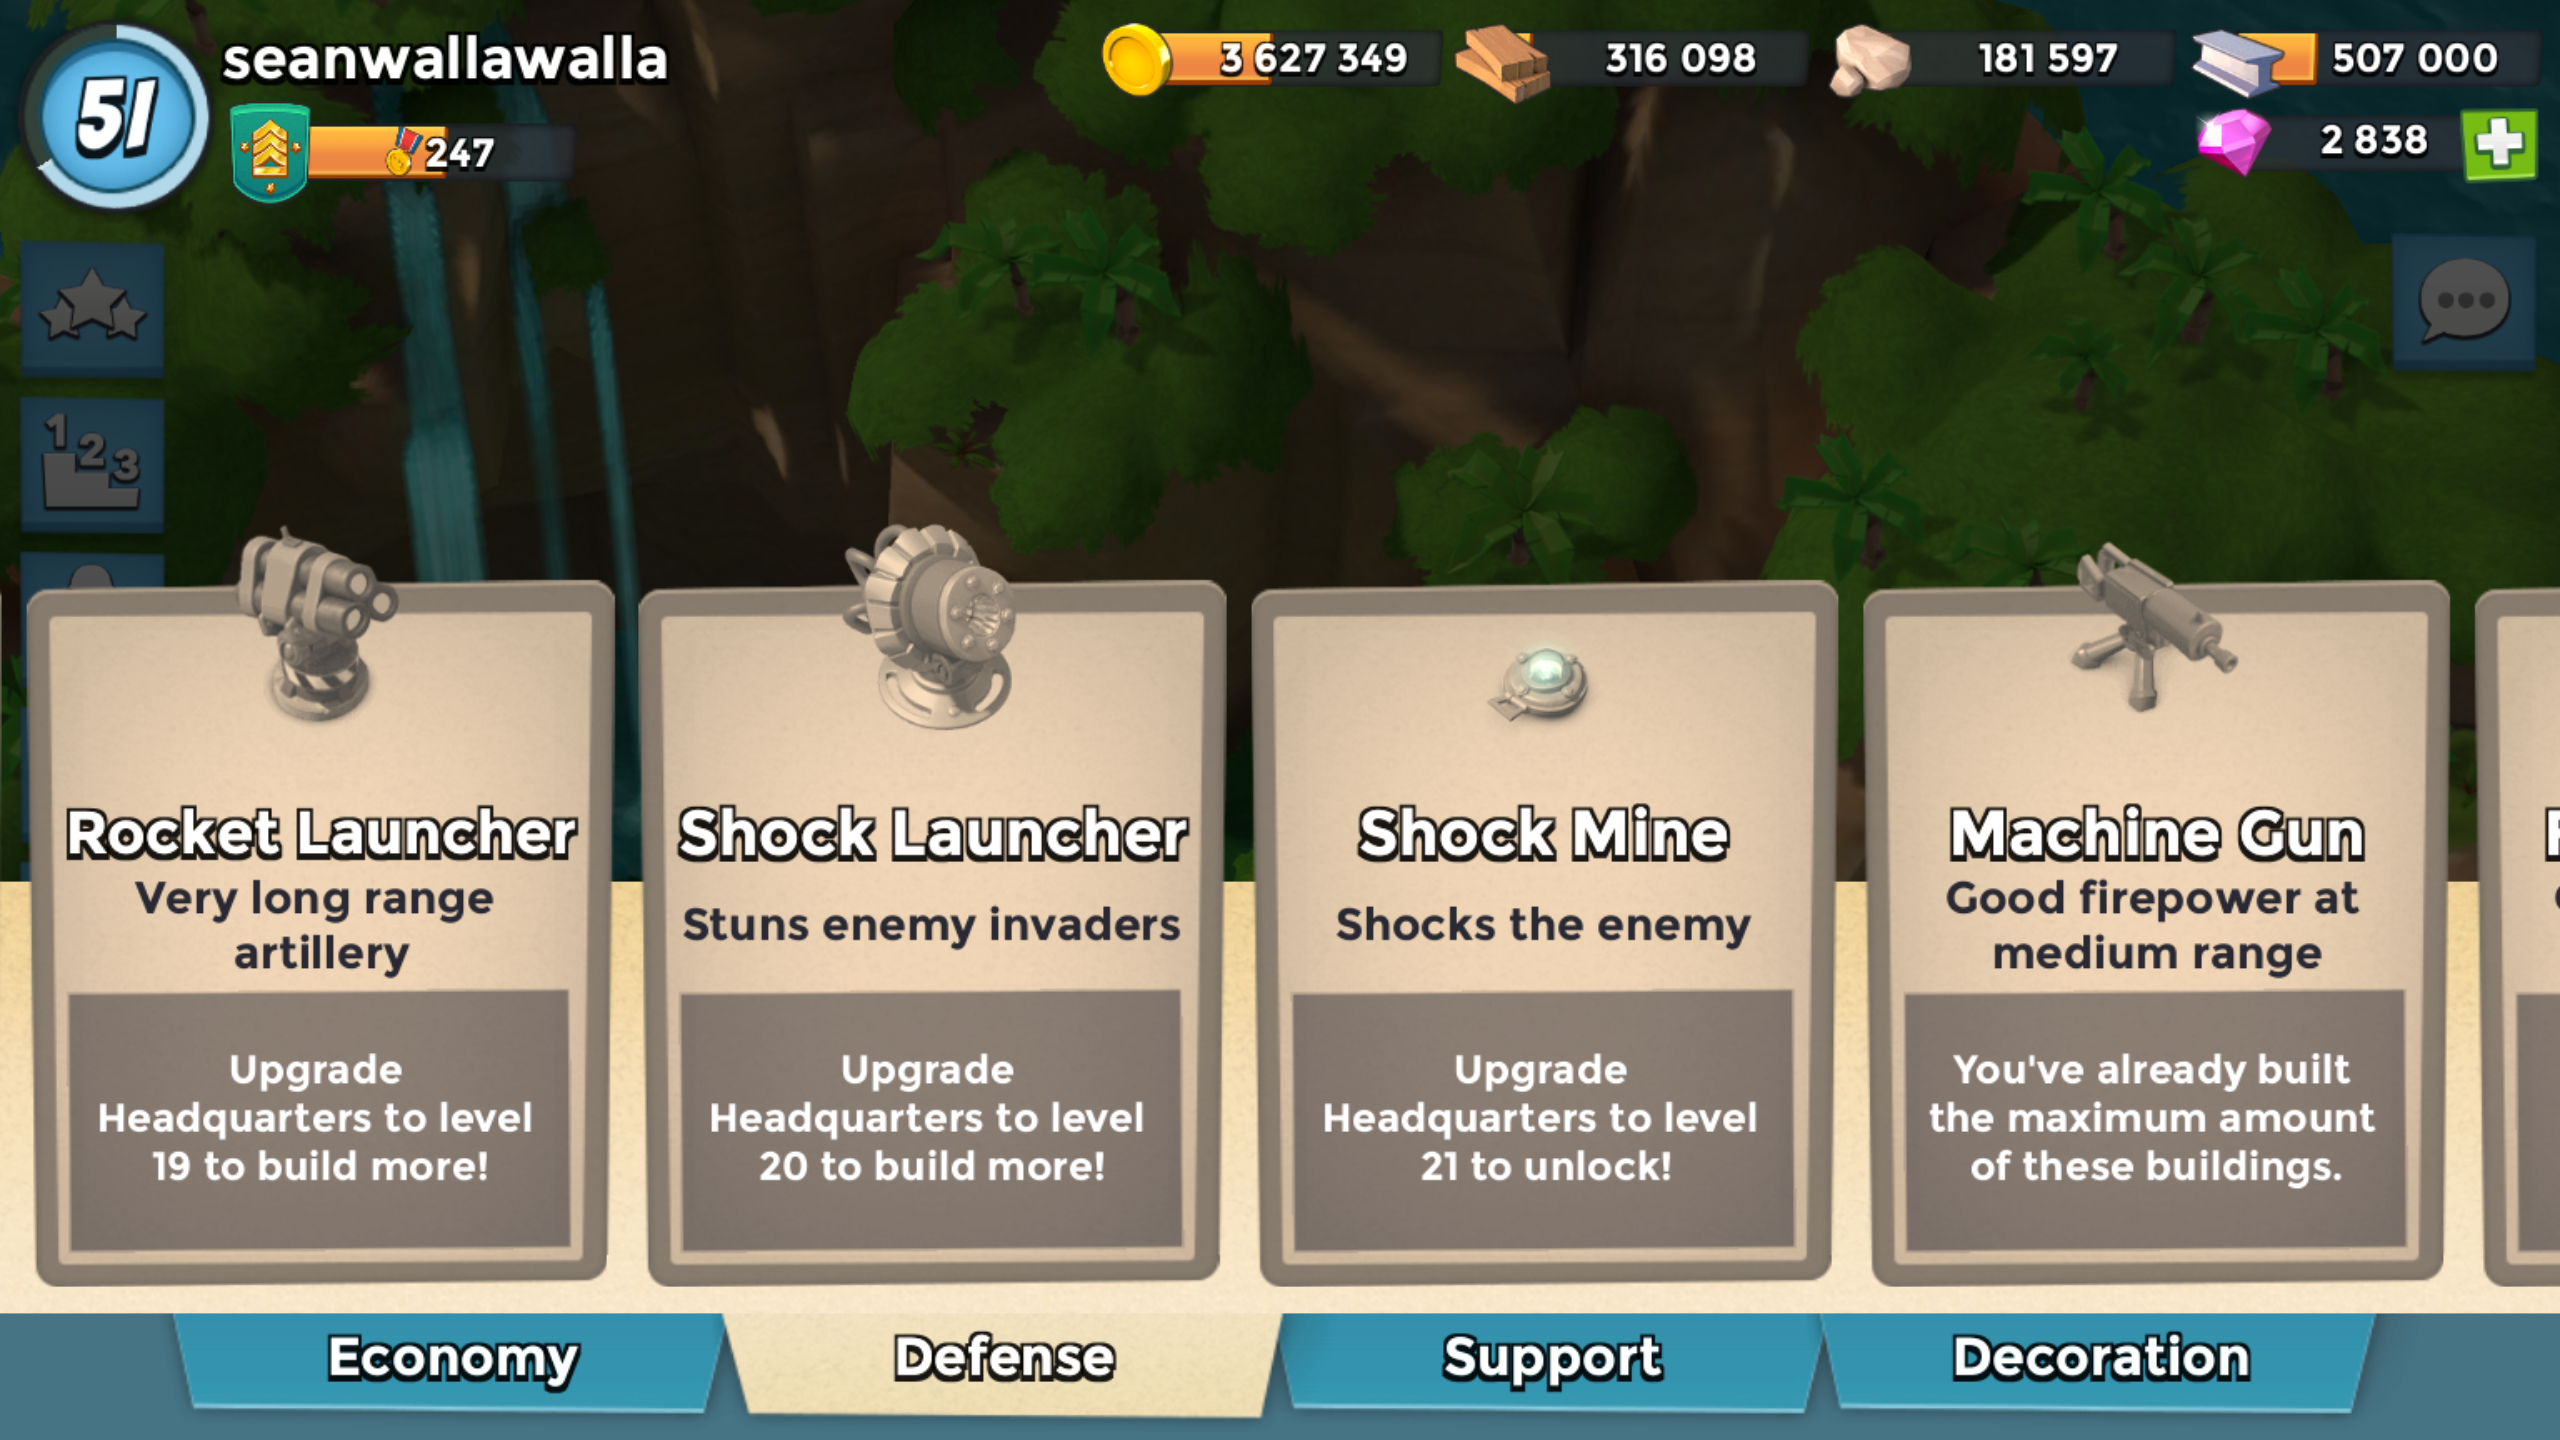 51
seanwallawalla
3 627 349
316 098
181 597
507 000
247
2 838
1 2 3
Rocket Launcher
Very long range
artillery
Upgrade
Headquarters to level
19 to build more!
Shock Launcher
Stuns enemy invaders
Upgrade
Headquarters to level
20 to build more!
Shock Mine
Shocks the enemy
Upgrade
Headquarters to level
21 to unlock!
Machine Gun
Good firepower at
medium range
You've already built
the maximum amount
of these buildings.
Economy
Defense
Support
Decoration